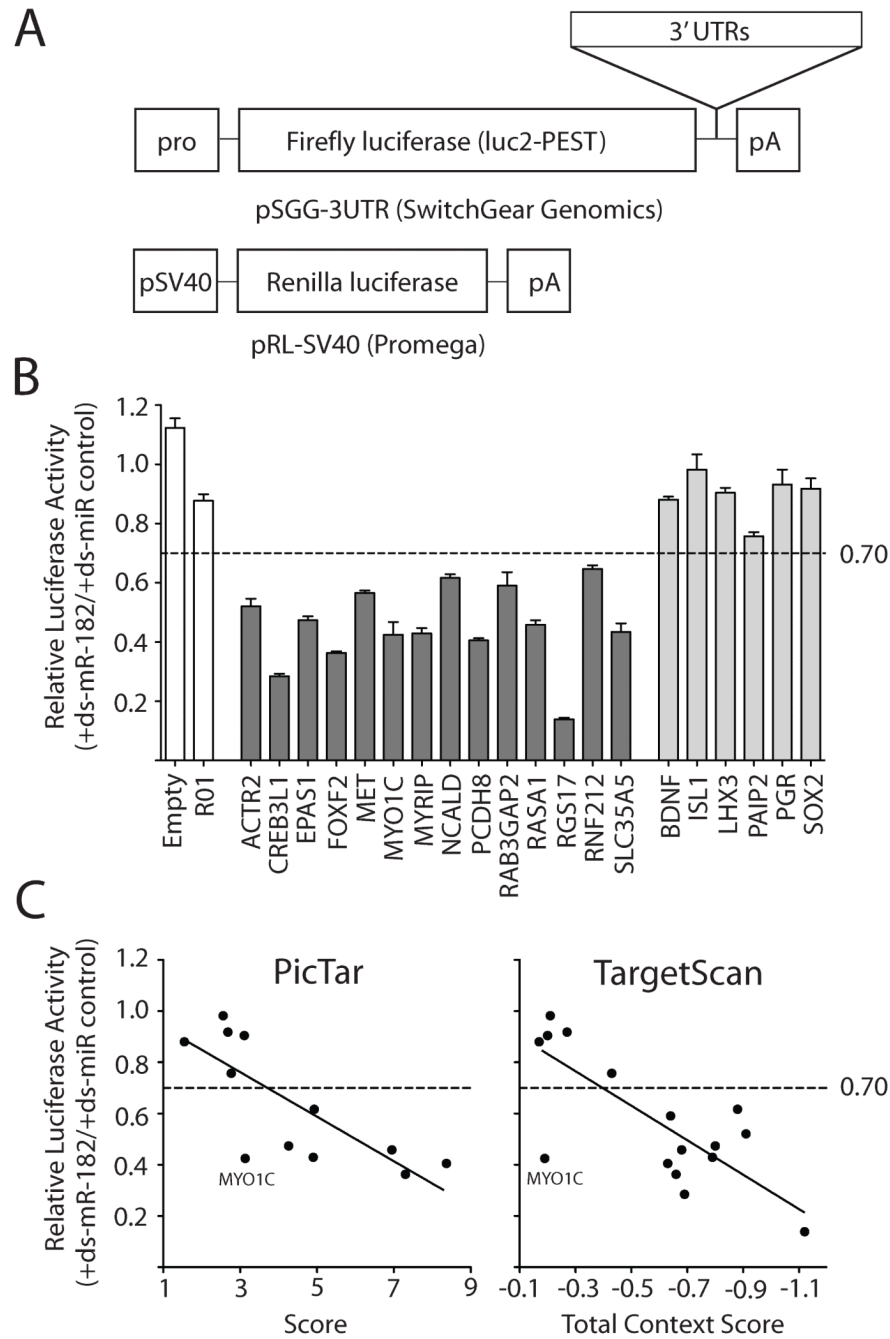 A
3' UTRs
pro
Firefly luciferase (luc2-PEST)
pA
pSGG-3UTR (SwitchGear Genomics)
pSV40
Renilla luciferase
pA
pRL-SV40 (Promega)
B
Relative Luciferase Activity
(+ds-mR-182/+ds-miR control)
1.2
1.0
0.8
0.6
0.4
0.2
0.70
Empty
R01
ACTR2
CREB3L1
EPAS1
FOXF2
MET
MYO1C
MYRIP
NCALD
PCDH8
RAB3GAP2
RASA1
RGS17
RNF212
SLC35A5
BDNF
ISL1
LHX3
PAIP2
PGR
SOX2
C
Relative Luciferase Activity
(+ds-mR-182/+ds-miR control)
1.2
1.0
0.8
0.6
0.4
0.2
PicTar
MYO1C
1 3 5 7 9
Score
TargetScan
0.70
MYO1C
-0.1 -0.3 -0.5 -0.7 -0.9 -1.1
Total Context Score